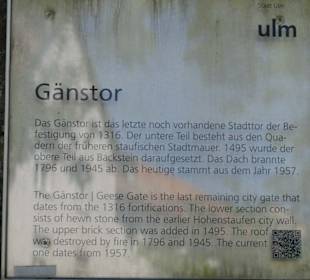 Stadt Ulm
ulm
Gänstor
Das Gänstor ist das letzte noch vorhandene Stadttor der Be-
festigung von 1316. Der untere Teil besteht aus den Qua-
dern der früheren staufischen Stadtmauer. 1495 wurde der
obere Teil aus Backstein daraufgesetzt. Das Dach brannte
1796 und 1945 ab. Das heutige stammt aus dem Jahr 1957.
The Gänstor | Geese Gate is the last remaining city gate that
dates from the 1316 fortifications. The lower section con-
sists of hewn stone from the earlier Hohenstaufen city wall.
The upper brick section was added in 1495. The roof
was destroyed by fire in 1796 and 1945. The current
one dates from 1957.